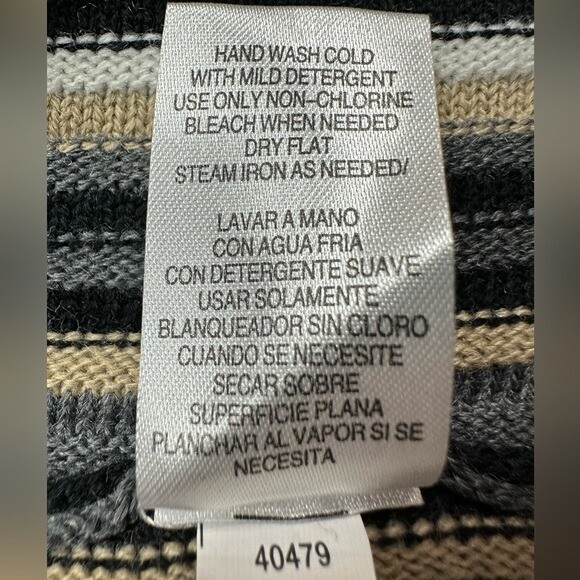 HAND WASH COLD
WITH MILD DETERGENT
USE ONLY NON-CHLORINE
BLEACH WHEN NEEDED
DRY FLAT
STEAM IRON AS NEEDED/
LAVAR A MANO
CON AGUA FRIA
CON DETERGENTE SUAVE
USAR SOLAMENTE
BLANQUEADOR SIN CLORO
CUANDO SE NECESITE
SECAR SOBRE
SUPERFICIE PLANA
PLANCHAR AL VAPOR SI SE
NECESITA
40479